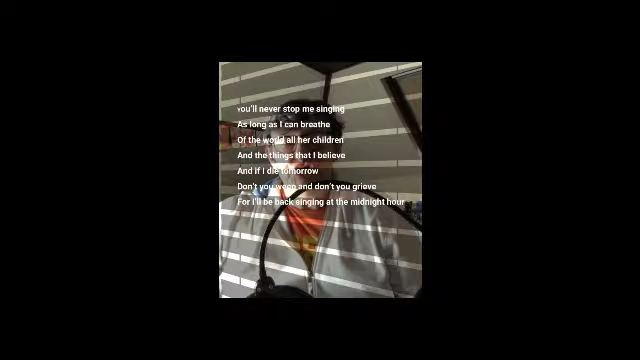 You'll never stop me singing
As long as I can breathe
Of the world all her children
And the things that I believe
And if I die tomorrow
Don't you weep and don't you grieve
For I'll be back singing at the midnight hour